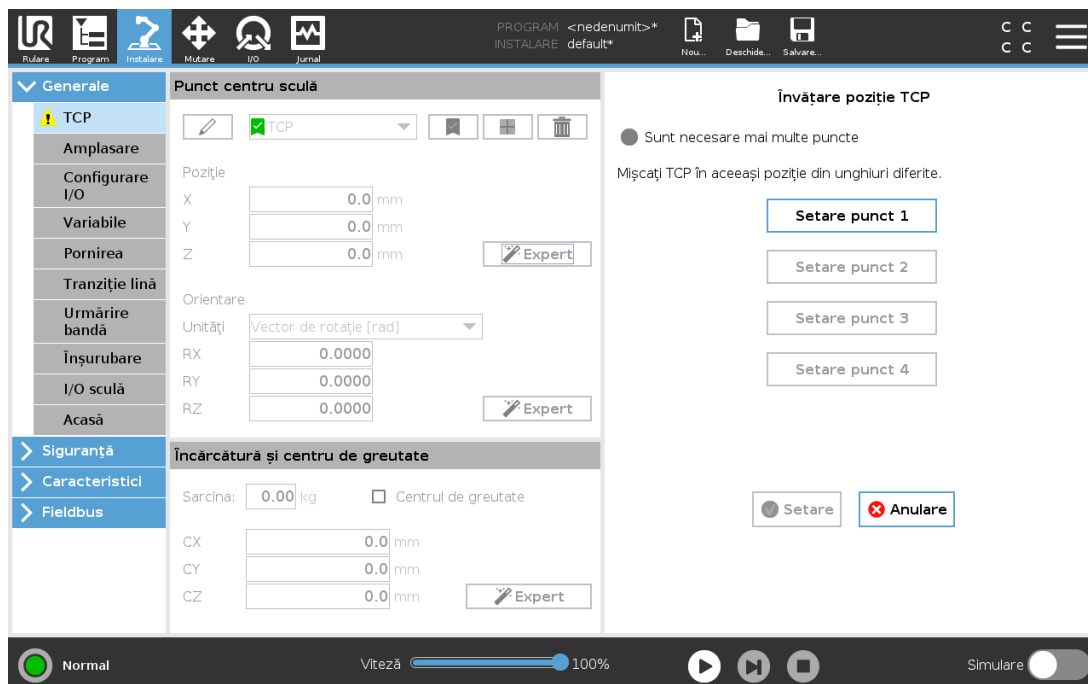 UR
Rulare
Program
Instalare
Mutare
I/O
Jurnal
PROGRAM <nedenumit>*
INSTALARE default*
Nou...
Deschide...
Salvare...
C C
C C
Generale
TCP
Amplasare
Configurare
I/O
Variabile
Pornirea
Tranziție lină
Urmărire
bandă
Înșurubare
I/O sculă
Acasă
Siguranță
Caracteristici
Fieldbus
Punct centru sculă
TCP
Poziție
X 0.0 mm
Y 0.0 mm
Z 0.0 mm
Expert
Orientare
Unități Vector de rotație [rad]
RX 0.0000
RY 0.0000
RZ 0.0000
Expert
Încărcătură și centru de greutate
Sarcina: 0.00 kg Centrul de greutate
CX 0.0 mm
CY 0.0 mm
CZ 0.0 mm
Expert
Învățare poziție TCP
Sunt necesare mai multe puncte
Mișcați TCP în aceeași poziție din unghiuri diferite.
Setare punct 1
Setare punct 2
Setare punct 3
Setare punct 4
Setare
Anulare
Normal
Viteză 100%
Simulare